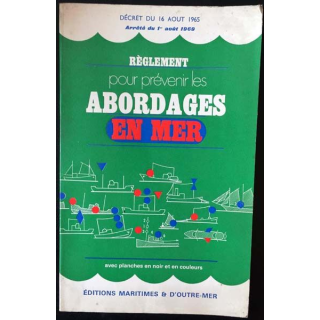 DÉCRET DU 16 AOUT 1965
Arrêté du 1er août 1968
RÈGLEMENT
pour prévenir les
ABORDAGES
EN MER
avec planches en noir et en couleurs
ÉDITIONS MARITIMES & D'OUTRE-MER